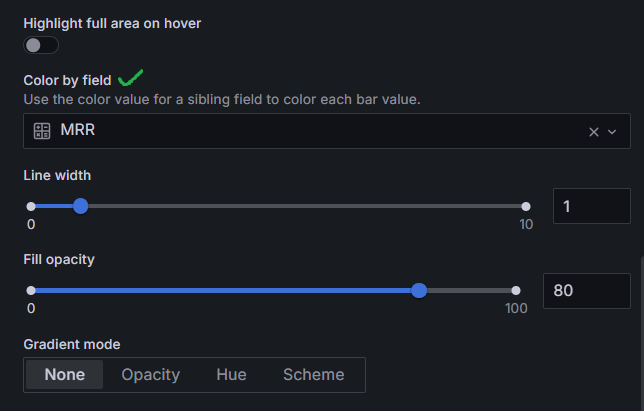 Highlight full area on hover
Color by field
Use the color value for a sibling field to color each bar value.
MRR
Line width
1
0 10
Fill opacity
80
0 100
Gradient mode
None Opacity Hue Scheme